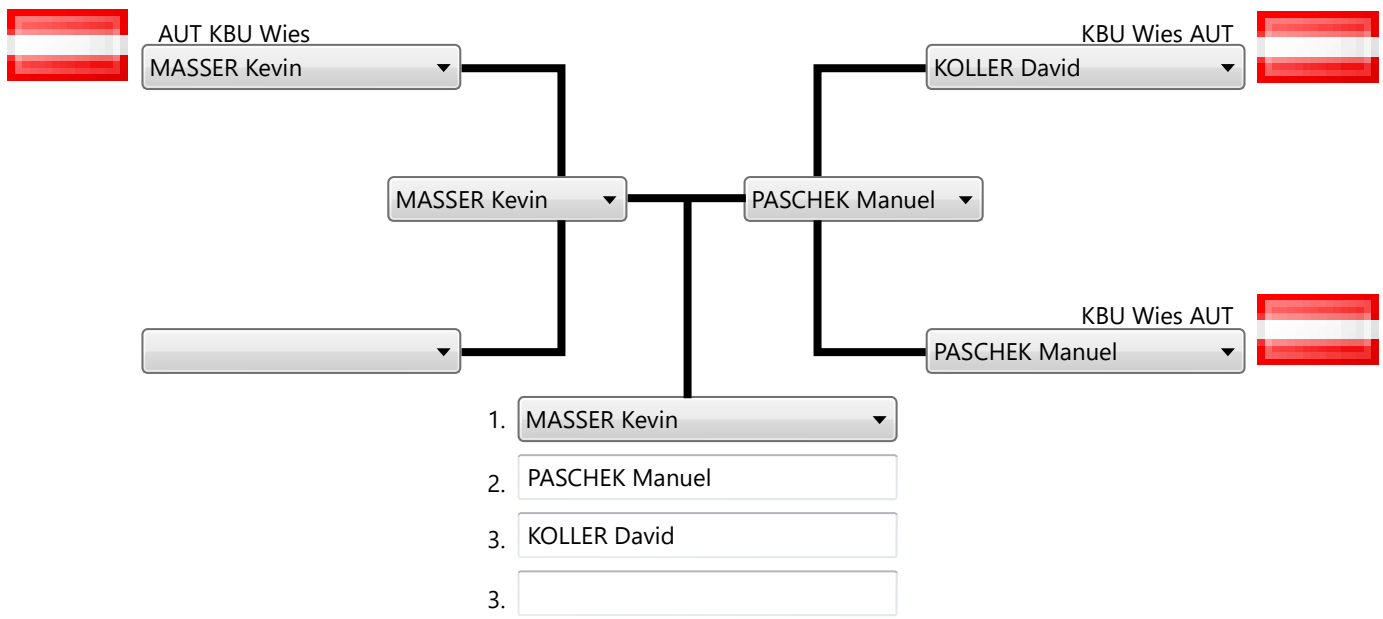 AUT KBU Wies
KBU Wies AUT
MASSER Kevin
KOLLER David
MASSER Kevin
PASCHEK Manuel
KBU Wies AUT
PASCHEK Manuel
1. MASSER Kevin
2. PASCHEK Manuel
3. KOLLER David
3.